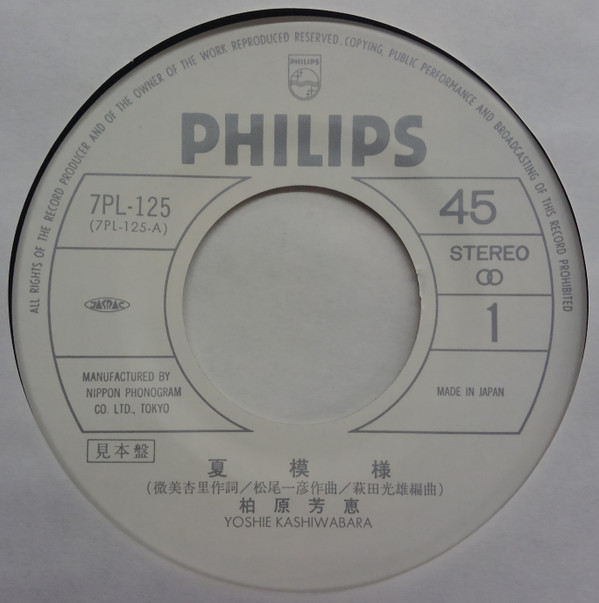 ALL RIGHTS OF THE RECORD PRODUCER AND OF THE OWNER OF THE WORK REPRODUCED RESERVED. COPYING, PUBLIC PERFORMANCE AND BROADCASTING OF THIS RECORD PROHIBITED
PHILIPS
PHILIPS
7PL-125
(7PL-125-A)
45
STEREO
JASRAC
1
MANUFACTURED BY
NIPPON PHONOGRAM
CO. LTD., TOKYO
MADE IN JAPAN
見本盤
夏模様
(微美杏里作詞/松尾一彦作曲/萩田光雄編曲)
柏原芳恵
YOSHIE KASHIWABARA